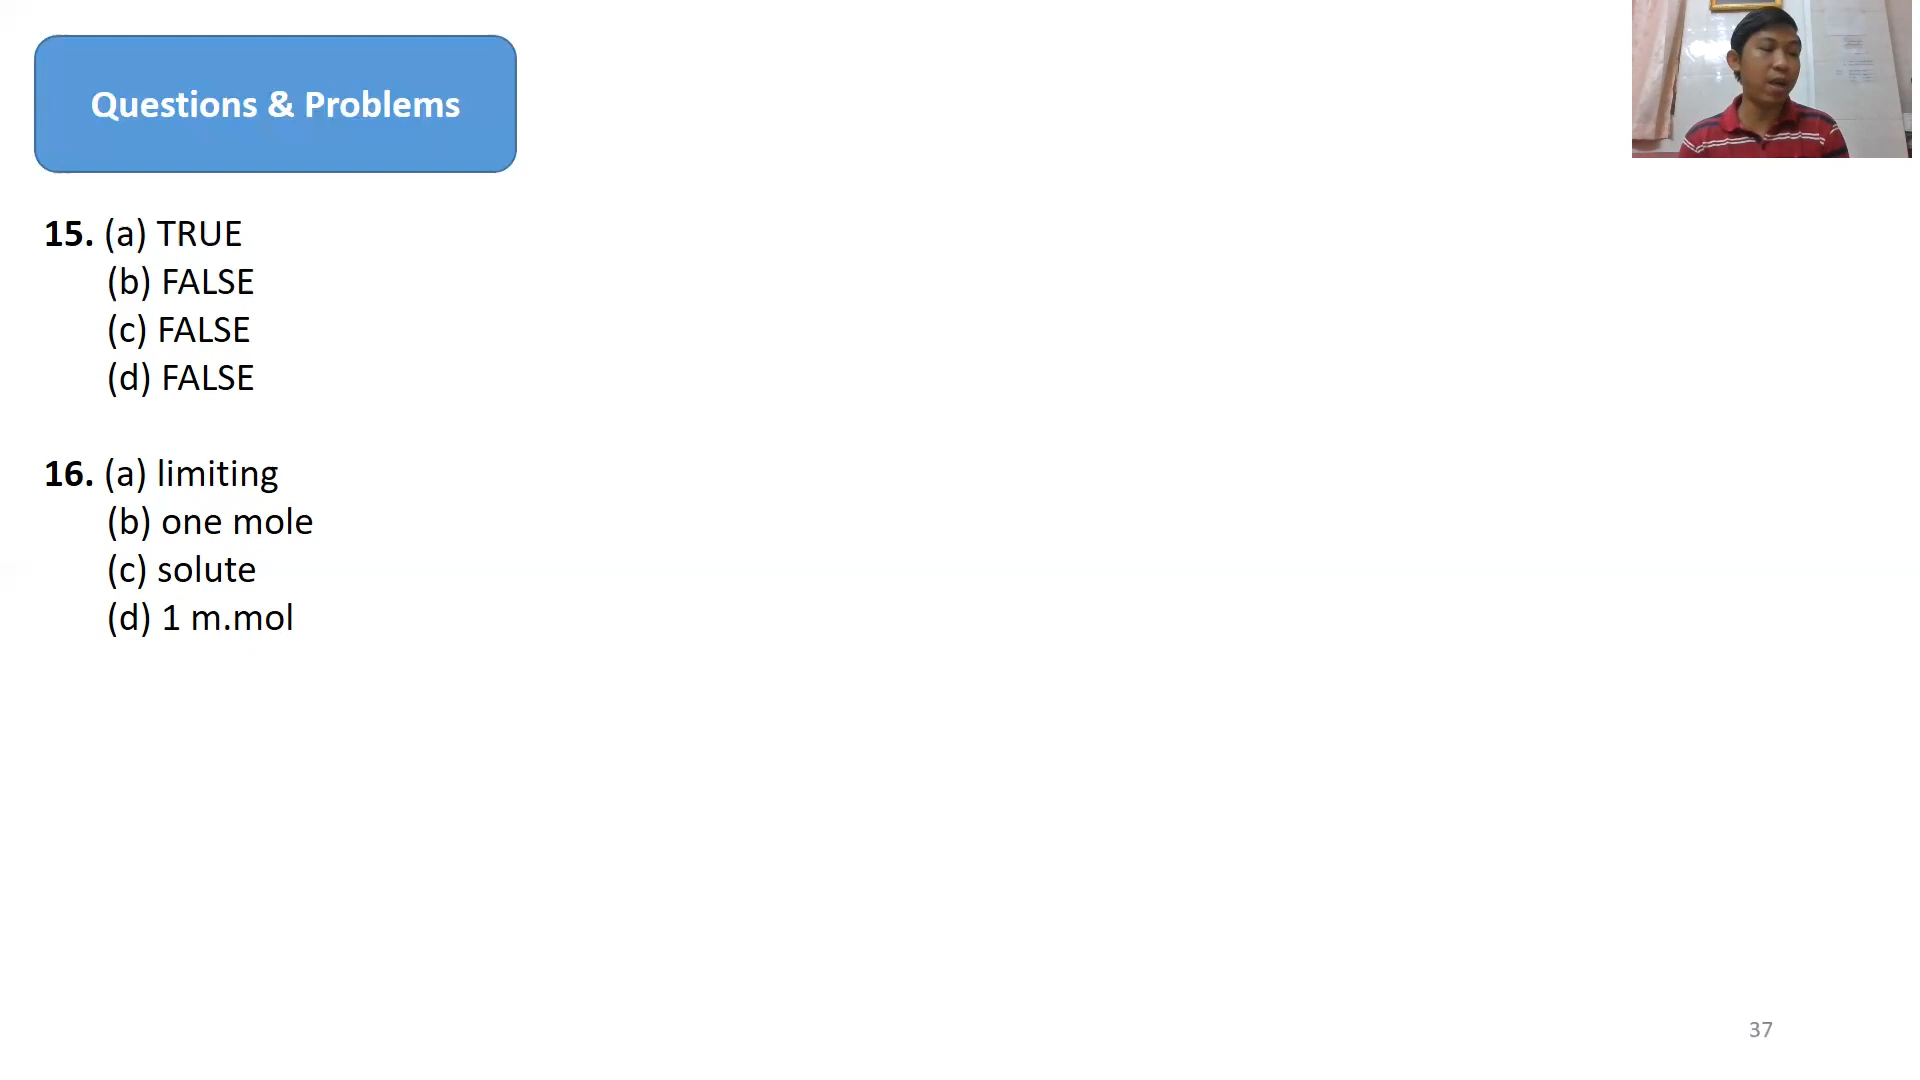 Questions & Problems
15. (a) TRUE
(b) FALSE
(c) FALSE
(d) FALSE
16. (a) limiting
(b) one mole
(c) solute
(d) 1 m.mol
37